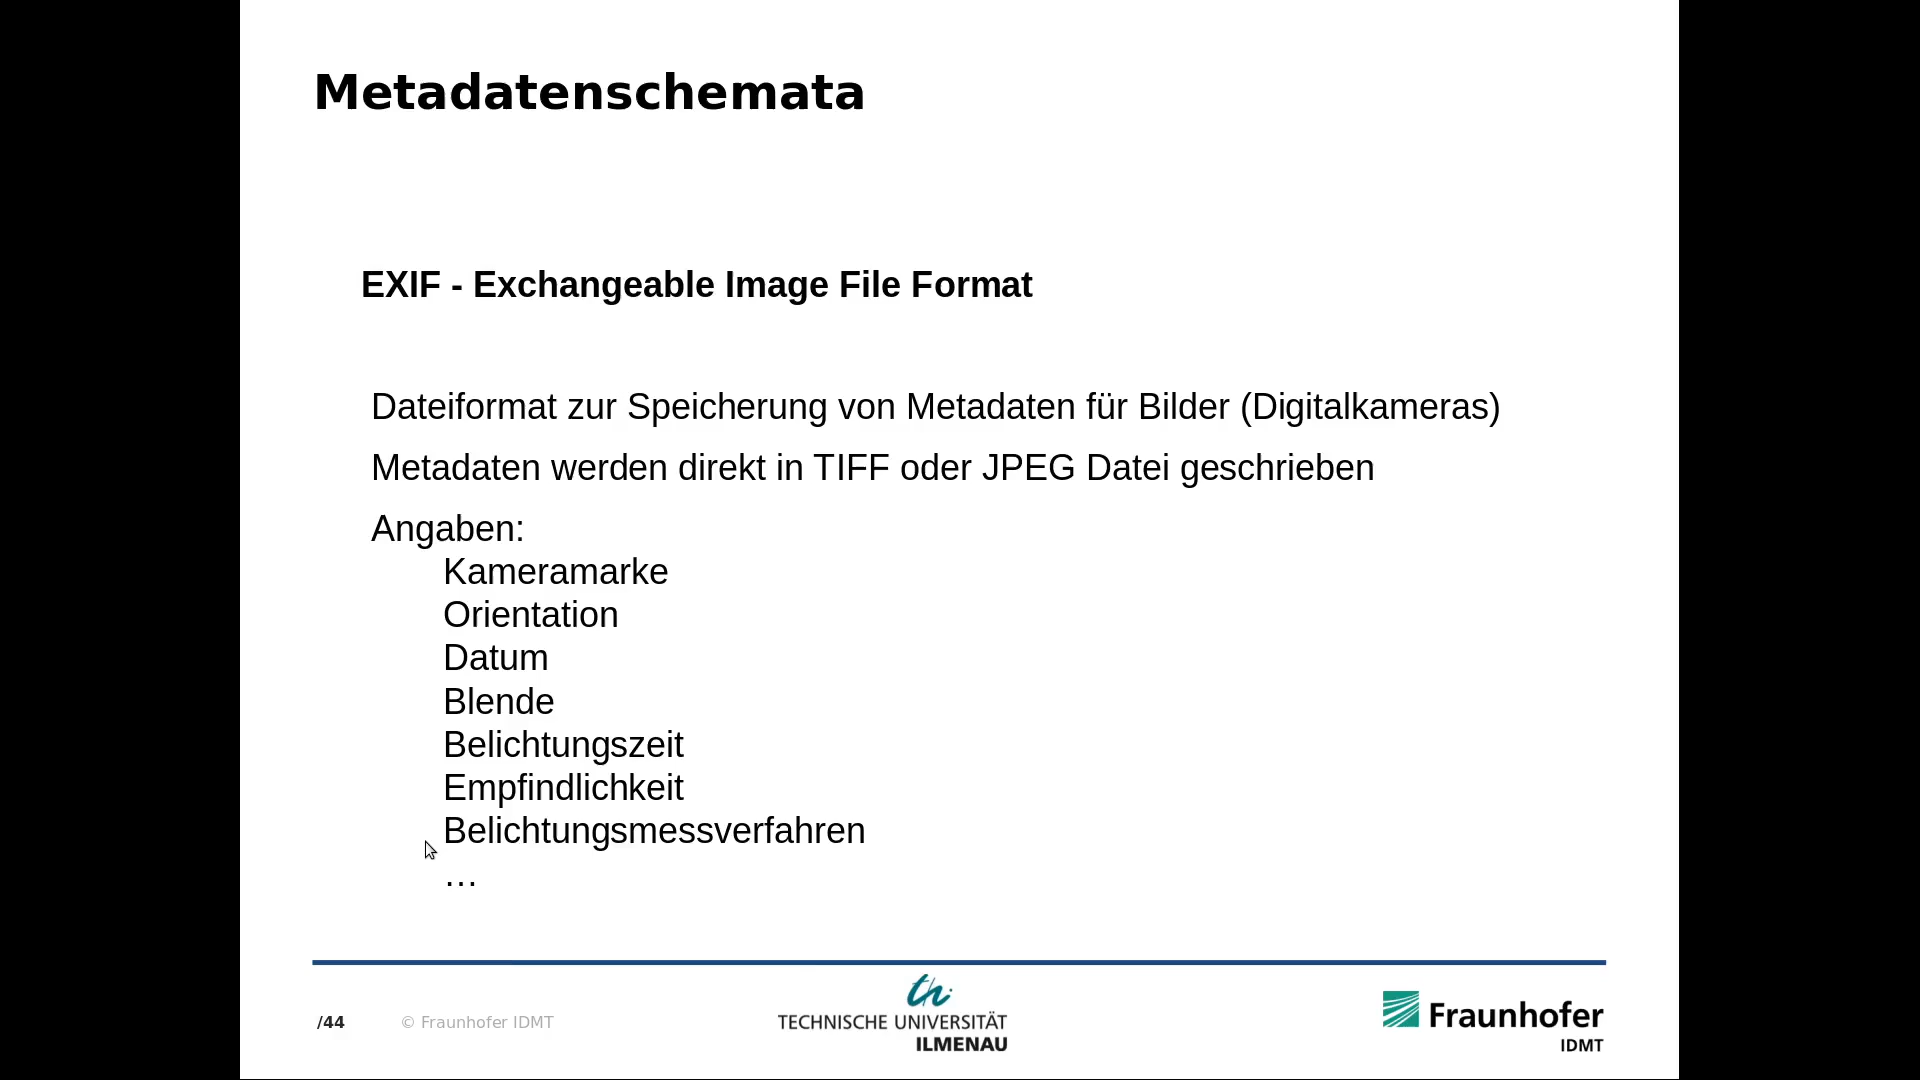 Metadatenschemata
EXIF - Exchangeable Image File Format
Dateiformat zur Speicherung von Metadaten für Bilder (Digitalkameras)
Metadaten werden direkt in TIFF oder JPEG Datei geschrieben
Angaben:
Kameramarke
Orientation
Datum
Blende
Belichtungszeit
Empfindlichkeit
Belichtungsmessverfahren
…
/44
© Fraunhofer IDMT
th
TECHNISCHE UNIVERSITÄT
ILMENAU
Fraunhofer
IDMT